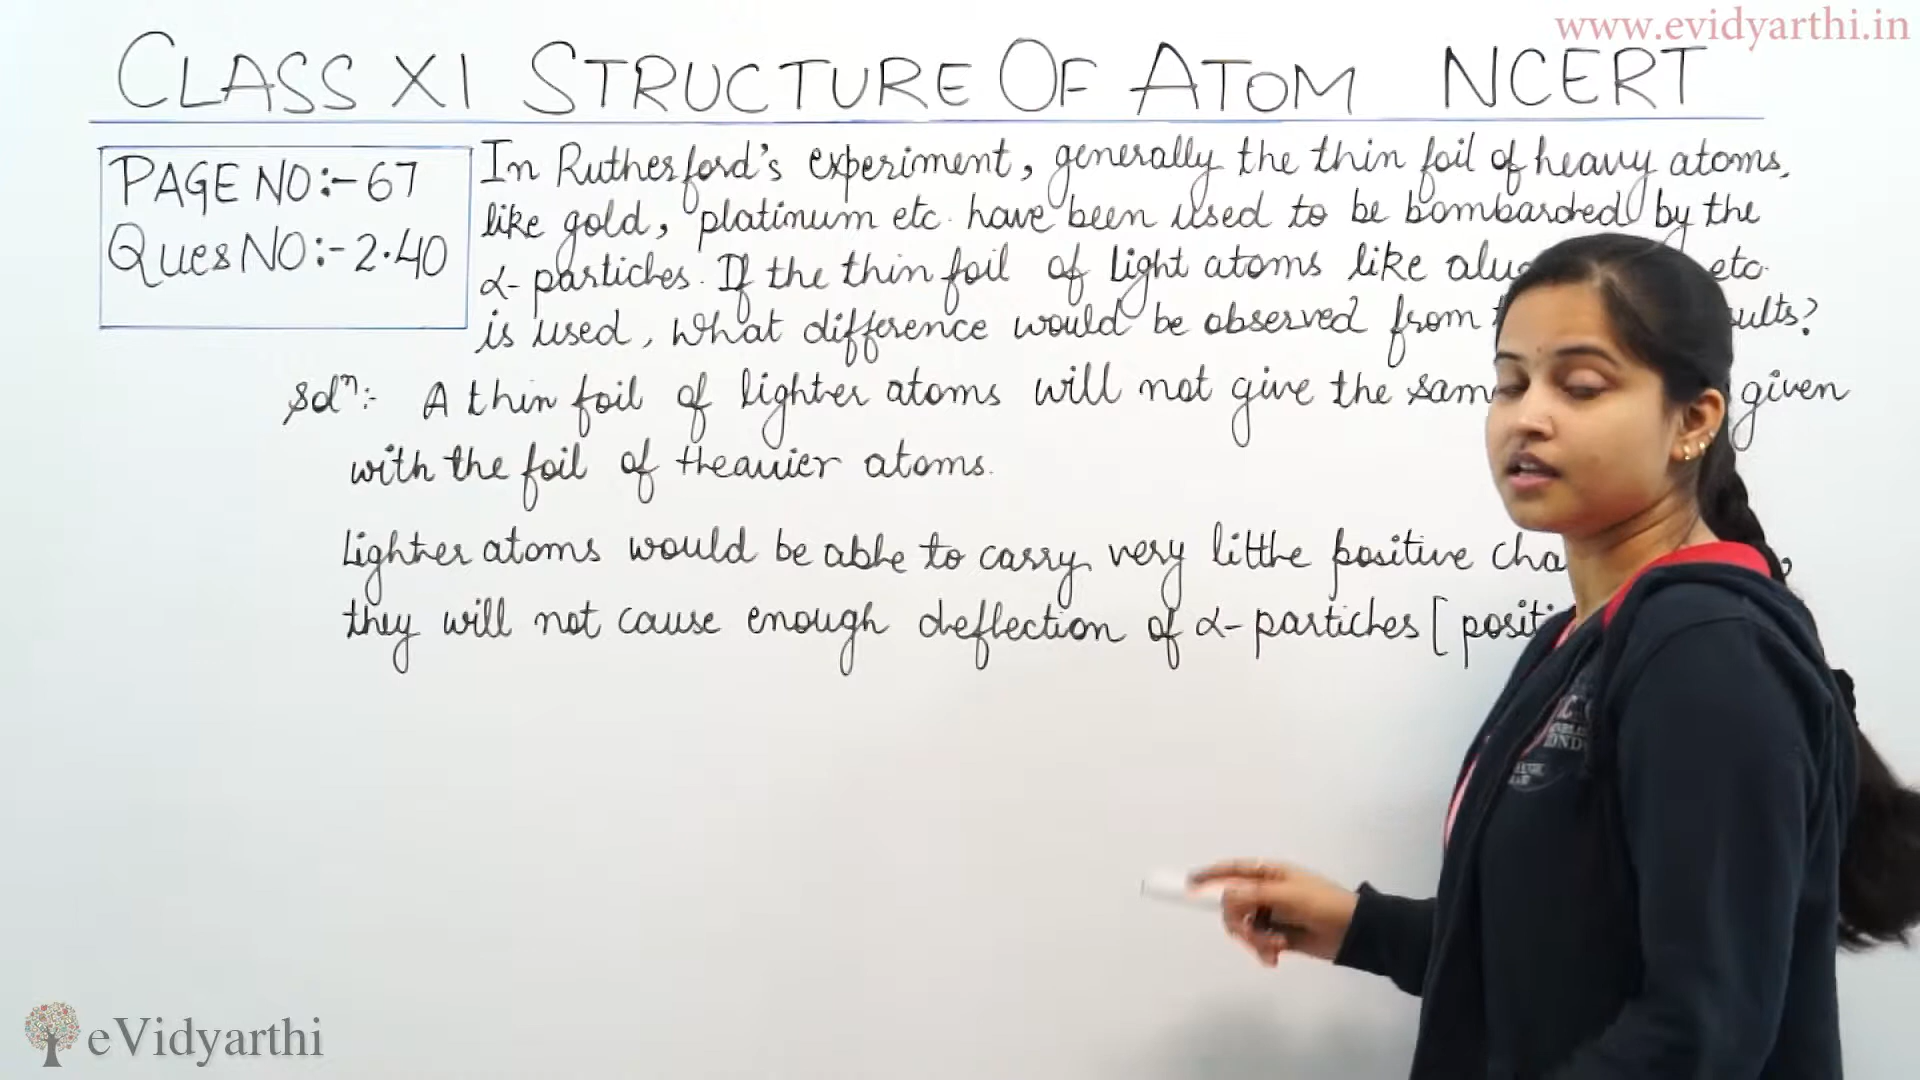 www.evidyarthi.in
CLASS XI STRUCTURE OF ATOM NCERT
PAGE NO:- 67
QUES NO:- 2.40
In Rutherford's experiment, generally the thin foil of heavy atoms,
like gold, platinum etc. have been used to be bombarded by the
α- particles. If the thin foil of light atoms like etc.
is used, what difference would be observed from
Solⁿ:- A thin foil of lighter atoms will not give the given
with the foil of Heavier atoms.
Lighter atoms would be able to carry very little positive
they will not cause enough deflection of α- particles [
eVidyarthi